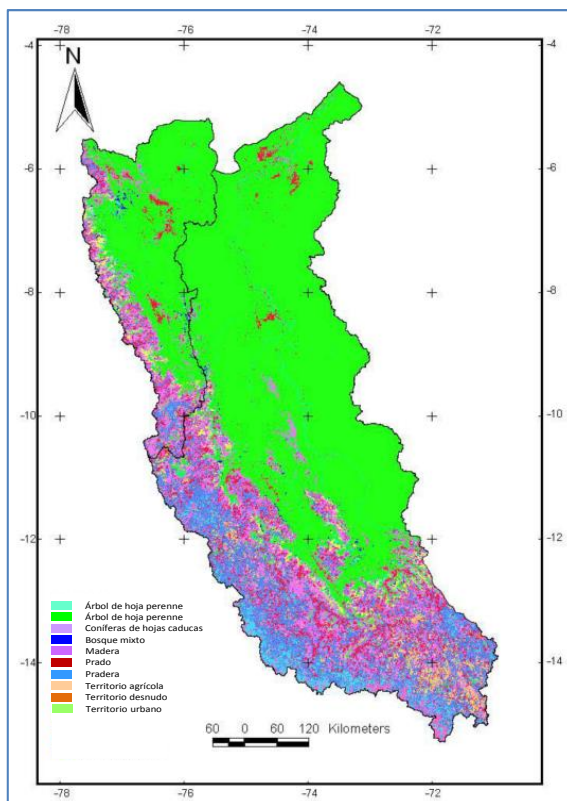 -78 -76 -74 -72
-4 -4
N
-6 -6
-8 -8
-10 -10
-12 -12
Árbol de hoja perenne
Árbol de hoja perenne
Coníferas de hojas caducas
Bosque mixto
Madera
Prado
Pradera
Territorio agrícola
Territorio desnudo
Territorio urbano
-14 -14
60 0 60 120 Kilometers
-78 -76 -74 -72